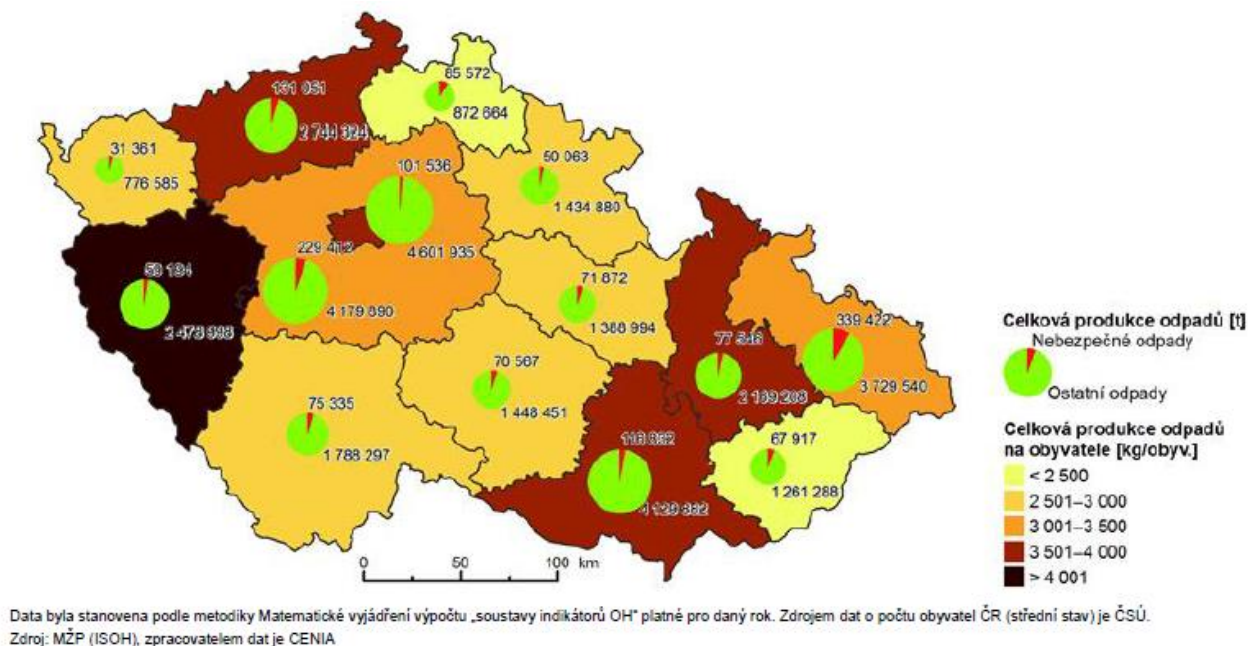 85 572
872 664
131 051
2 744 324
31 361
776 585
101 536
4 601 935
50 063
1 434 880
229 412
4 179 890
71 872
1 368 994
339 422
3 729 540
77 546
2 169 208
70 567
1 448 451
75 335
1 788 297
67 917
1 261 288
Celková produkce odpadů [t]
Nebezpečné odpady
Ostatní odpady
Celková produkce odpadů
na obyvatele [kg/obyv.]
< 2 500
2 501–3 000
3 001–3 500
3 501–4 000
> 4 001
0 50 100 km
Data byla stanovena podle metodiky Matematické vyjádření výpočtu „soustavy indikátorů OH" platné pro daný rok. Zdrojem dat o počtu obyvatel ČR (střední stav) je ČSÚ.
Zdroj: MŽP (ISOH), zpracovatelem dat je CENIA